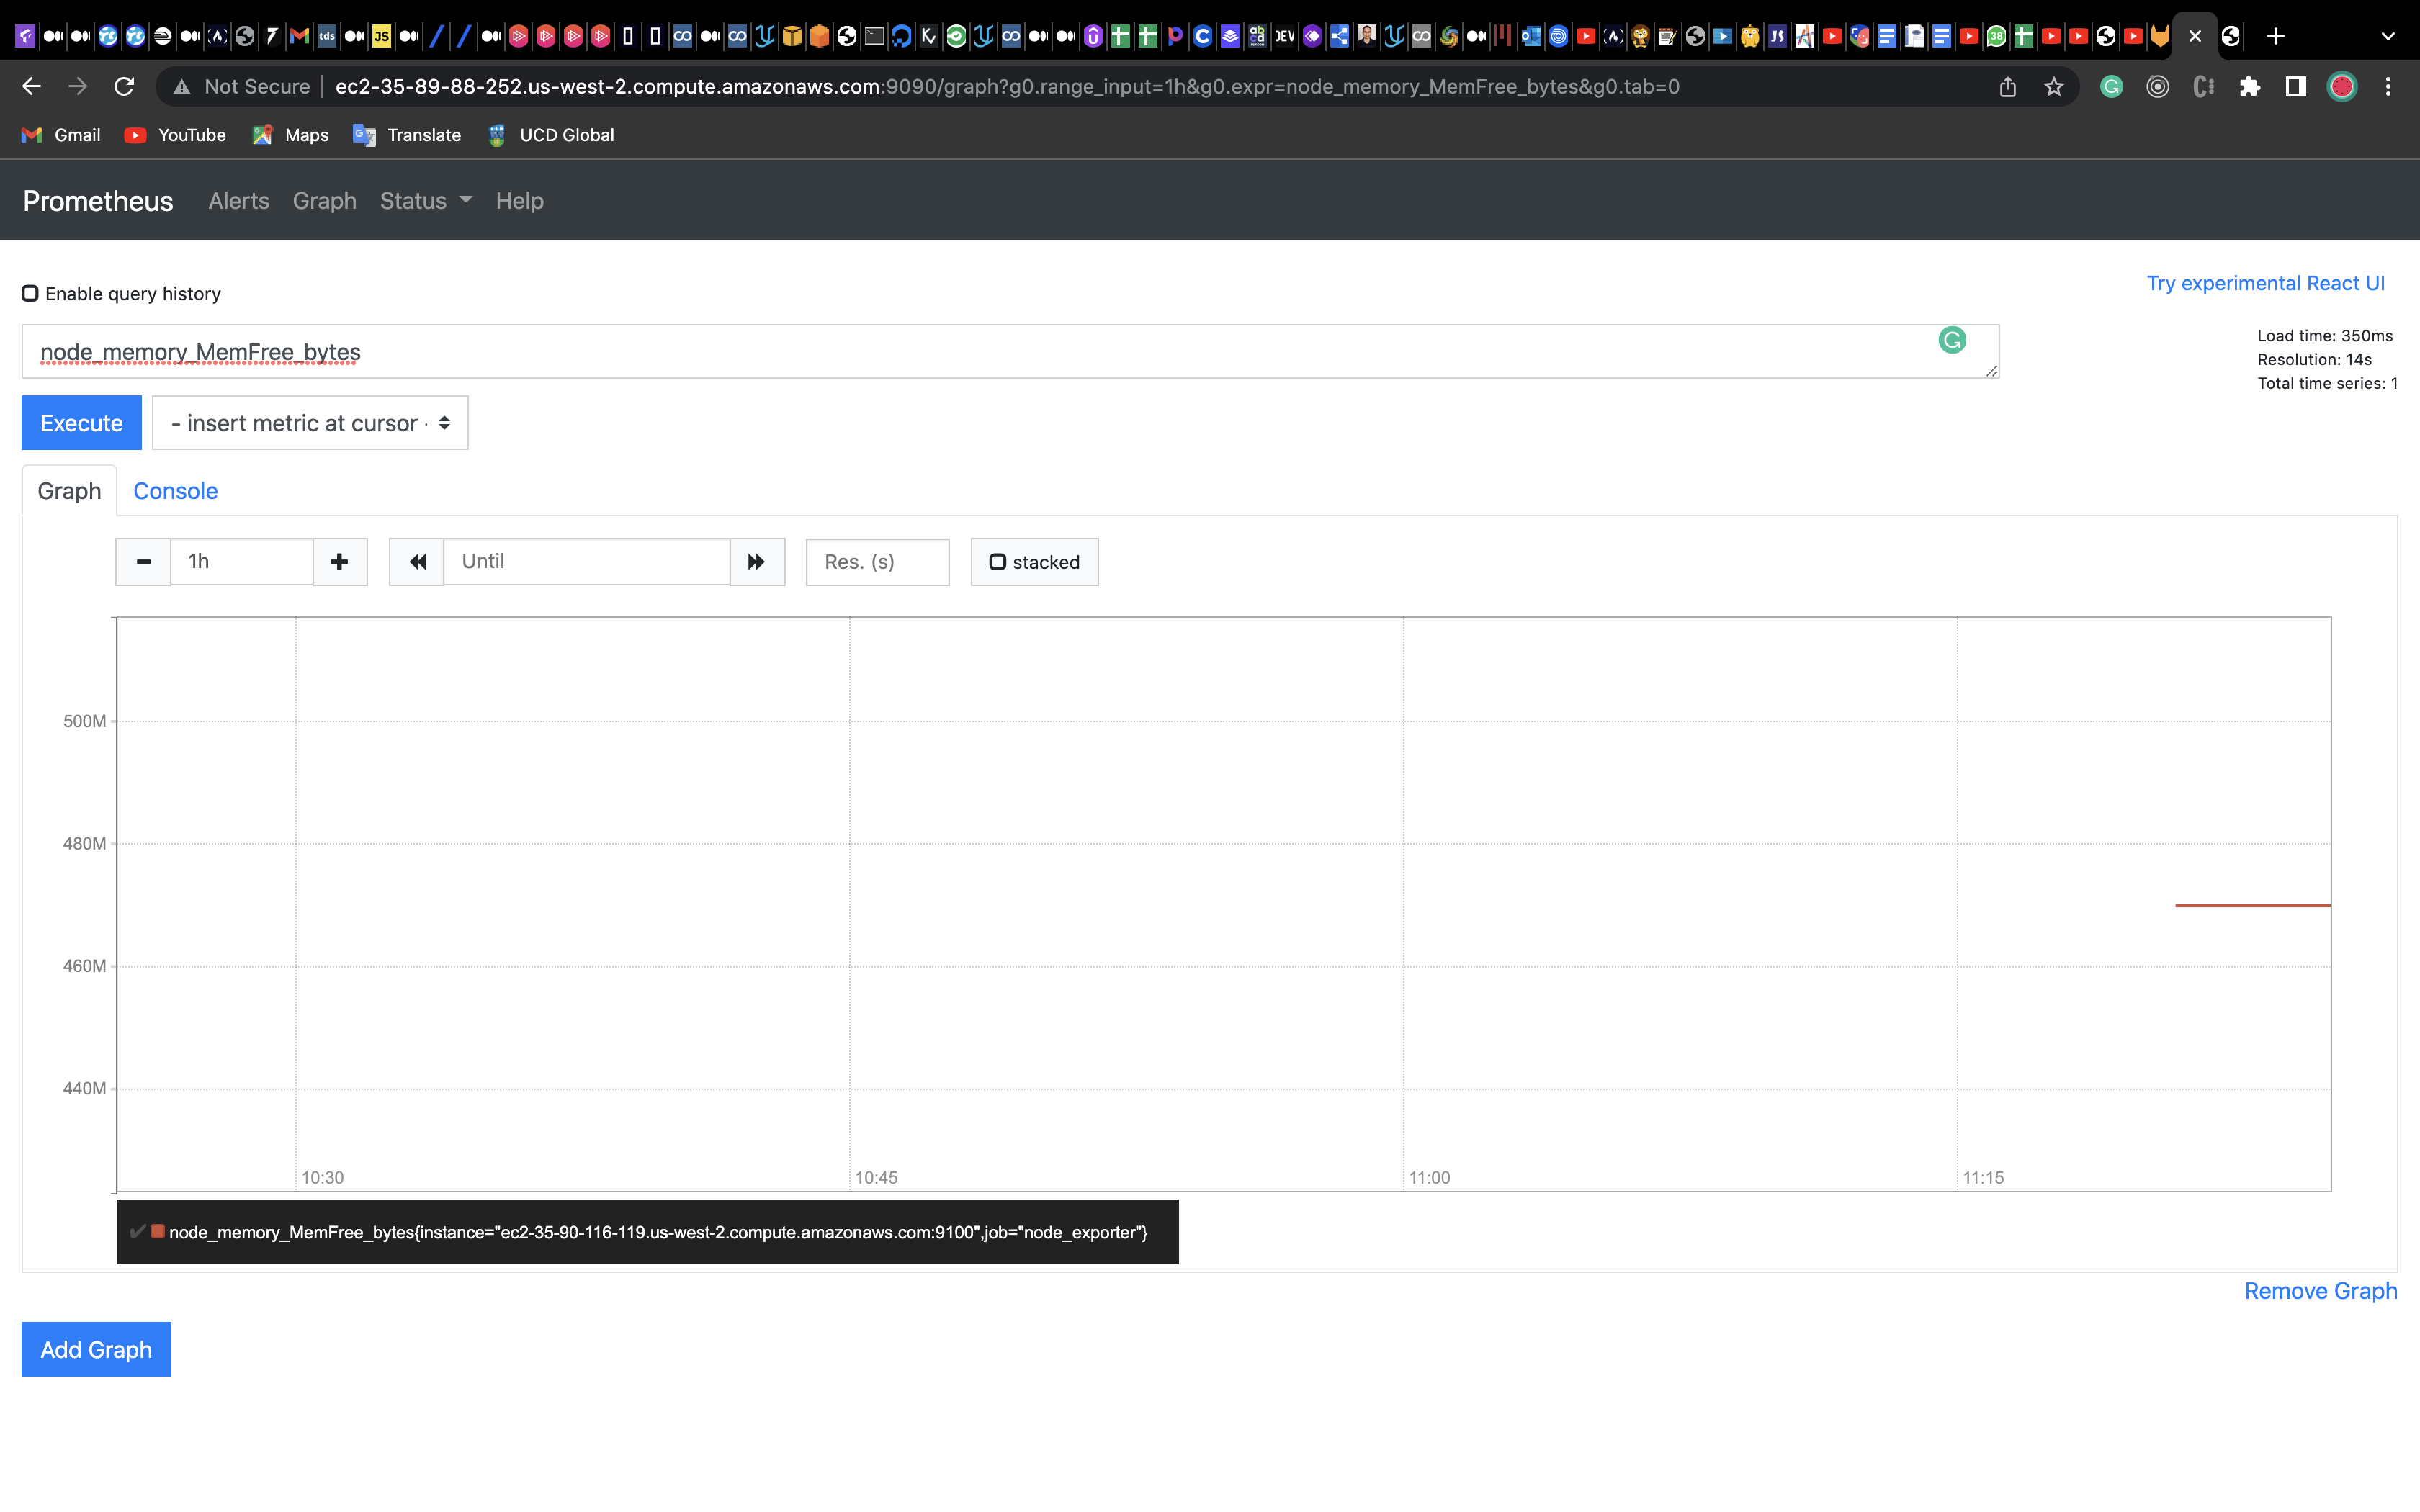 tds
JS
DEV
JS
38
Not Secure
ec2-35-89-88-252.us-west-2.compute.amazonaws.com:9090/graph?g0.range_input=1h&g0.expr=node_memory_MemFree_bytes&g0.tab=0
Gmail YouTube Maps Translate UCD Global
Prometheus Alerts Graph Status Help
Enable query history
Try experimental React UI
node_memory_MemFree_bytes
Load time: 350ms
Resolution: 14s
Total time series: 1
Execute
- insert metric at cursor -
Graph Console
1h
Until
Res. (s)
stacked
500M
480M
460M
440M
10:30 10:45 11:00 11:15
node_memory_MemFree_bytes{instance="ec2-35-90-116-119.us-west-2.compute.amazonaws.com:9100",job="node_exporter"}
Remove Graph
Add Graph